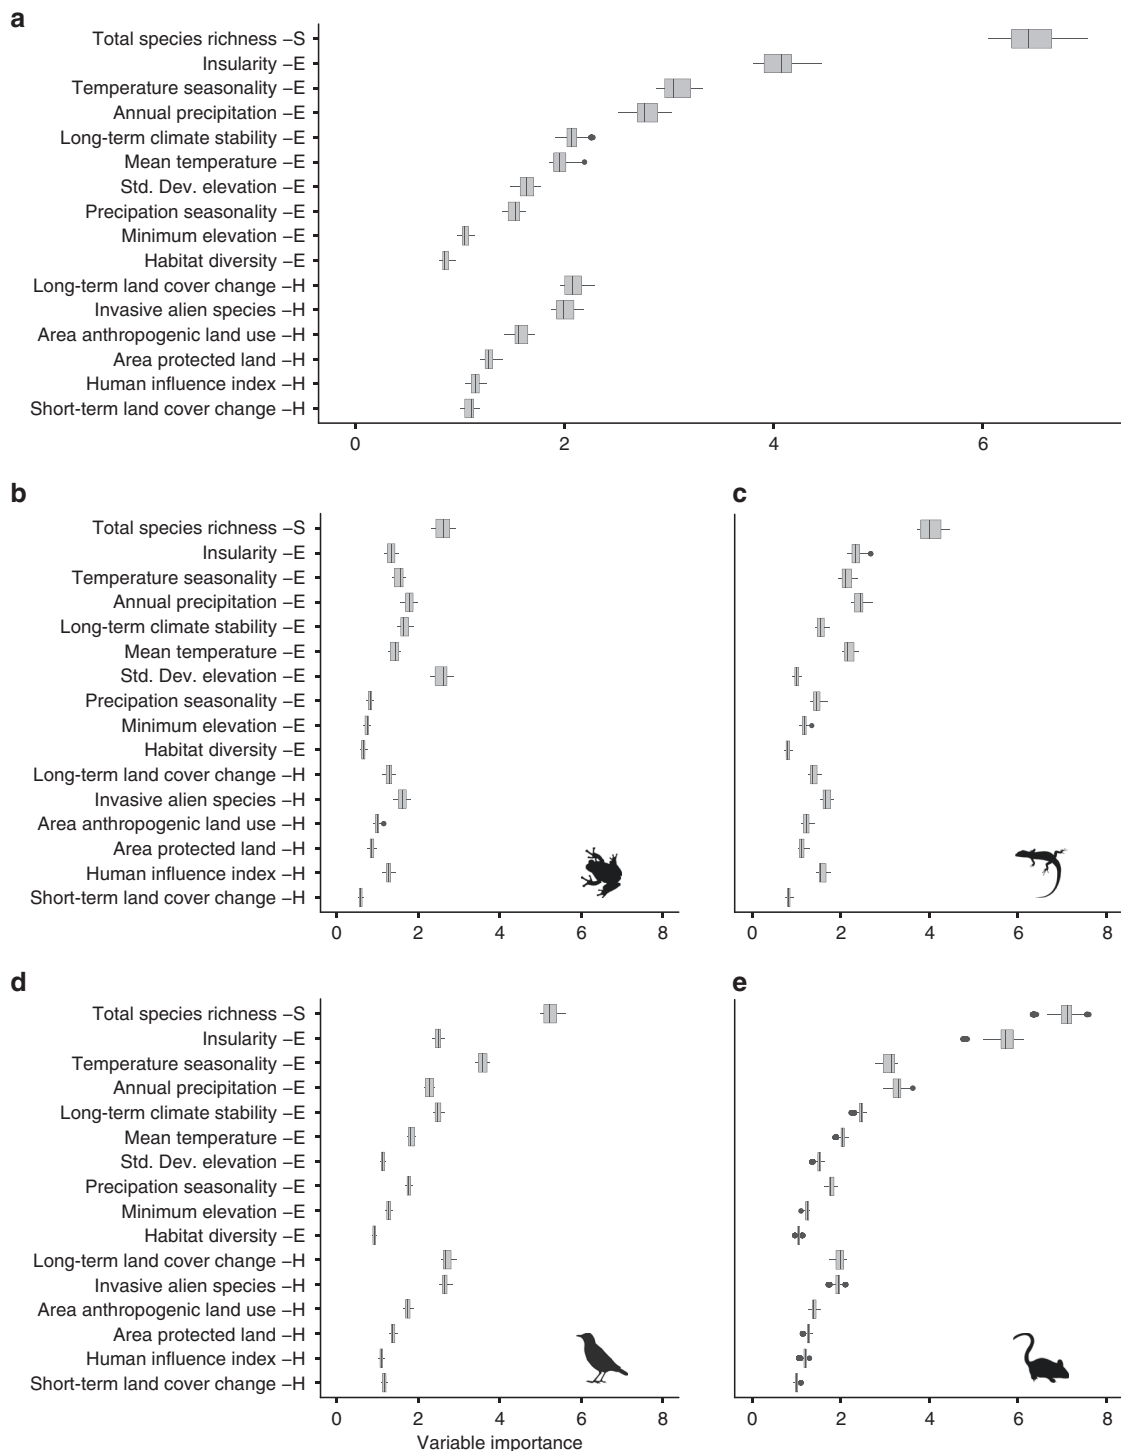 a
Total species richness –S
Insularity –E
Temperature seasonality –E
Annual precipitation –E
Long-term climate stability –E
Mean temperature –E
Std. Dev. elevation –E
Precipation seasonality –E
Minimum elevation –E
Habitat diversity –E
Long-term land cover change –H
Invasive alien species –H
Area anthropogenic land use –H
Area protected land –H
Human influence index –H
Short-term land cover change –H
0 2 4 6
b c
Total species richness –S
Insularity –E
Temperature seasonality –E
Annual precipitation –E
Long-term climate stability –E
Mean temperature –E
Std. Dev. elevation –E
Precipation seasonality –E
Minimum elevation –E
Habitat diversity –E
Long-term land cover change –H
Invasive alien species –H
Area anthropogenic land use –H
Area protected land –H
Human influence index –H
Short-term land cover change –H
0 2 4 6 8 0 2 4 6 8
d e
Total species richness –S
Insularity –E
Temperature seasonality –E
Annual precipitation –E
Long-term climate stability –E
Mean temperature –E
Std. Dev. elevation –E
Precipation seasonality –E
Minimum elevation –E
Habitat diversity –E
Long-term land cover change –H
Invasive alien species –H
Area anthropogenic land use –H
Area protected land –H
Human influence index –H
Short-term land cover change –H
0 2 4 6 8 0 2 4 6 8
Variable importance